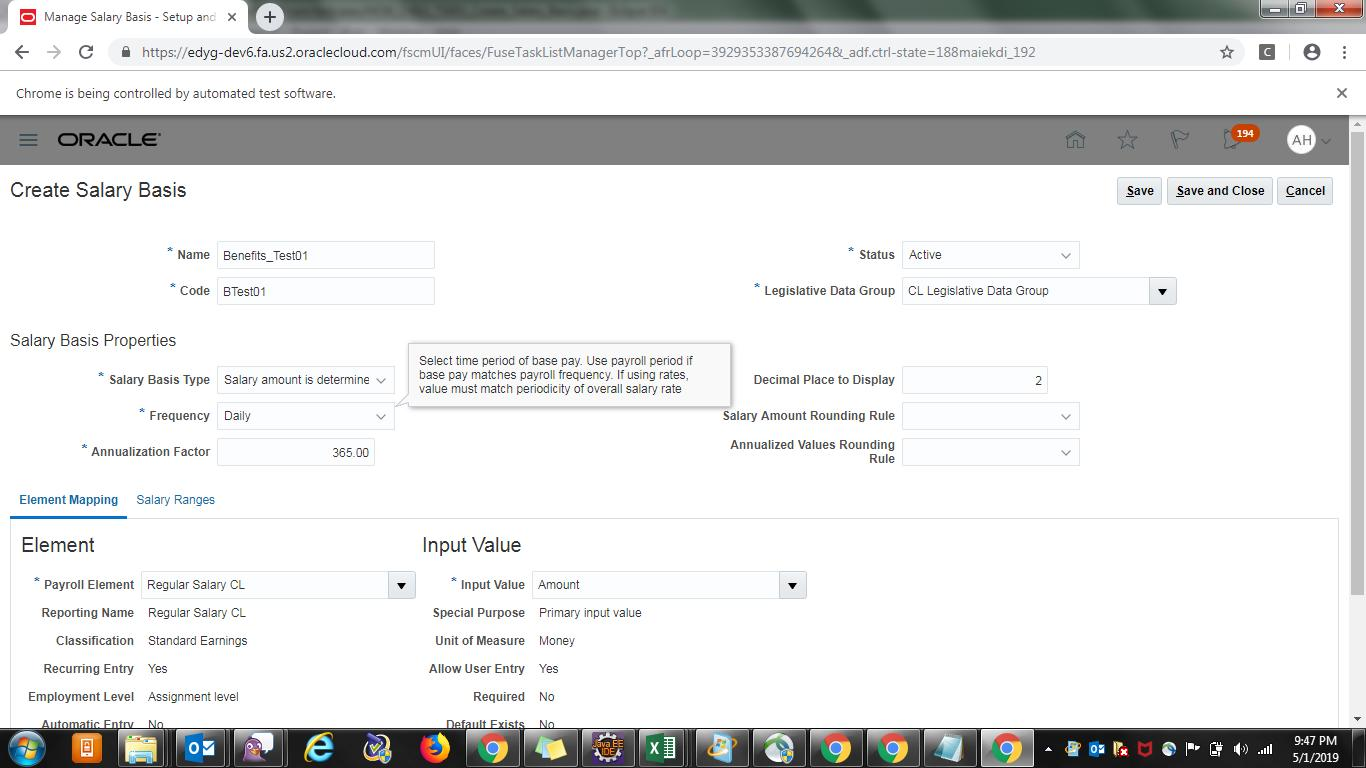 Manage Salary Basis - Setup and
https://edyg-dev6.fa.us2.oraclecloud.com/fscmUI/faces/FuseTaskListManagerTop?_afrLoop=3929353387694264&_adf.ctrl-state=188maiekdi_192
C
Chrome is being controlled by automated test software.
ORACLE
194
AH
Create Salary Basis
Save
Save and Close
Cancel
* Name Benefits_Test01
* Status Active
* Code BTest01
* Legislative Data Group CL Legislative Data Group
Salary Basis Properties
Select time period of base pay. Use payroll period if
base pay matches payroll frequency. If using rates,
value must match periodicity of overall salary rate
* Salary Basis Type Salary amount is determine
Decimal Place to Display 2
* Frequency Daily
Salary Amount Rounding Rule
* Annualization Factor 365.00
Annualized Values Rounding
Rule
Element Mapping
Salary Ranges
Element
Input Value
* Payroll Element Regular Salary CL
* Input Value Amount
Reporting Name Regular Salary CL
Special Purpose Primary input value
Classification Standard Earnings
Unit of Measure Money
Recurring Entry Yes
Allow User Entry Yes
Employment Level Assignment level
Required No
Automatic Entry No
Default Exists No
Java EE
IDE
9:47 PM
5/1/2019